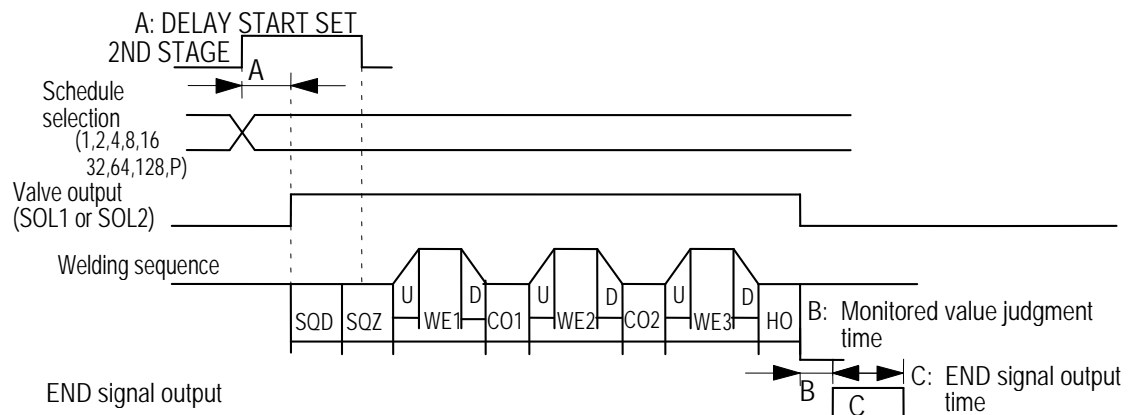 A: DELAY START SET
2ND STAGE
A
Schedule
selection
(1,2,4,8,16
32,64,128,P)
Valve output
(SOL1 or SOL2)
Welding sequence
U D U D U D
SQD SQZ WE1 CO1 WE2 CO2 WE3 HO
B: Monitored value judgment
time
END signal output
B C
C: END signal output
time